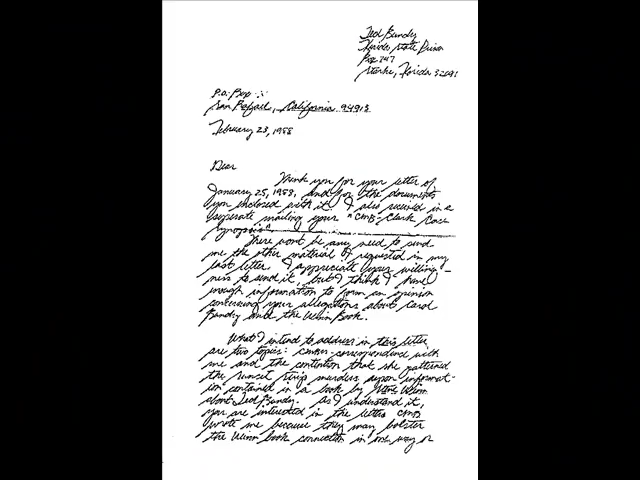 Ted Bundy
Florida State Prison
Box 747
Starke, Florida 32091
P.O. Box
San Rafael, California 94913
February 23, 1988
Dear
Thank you for your letter of
January 25, 1988, and for the documents
you enclosed with it. I also received in a
seperate mailing your "CMB-Clark Case
Synopsis".
There won't be any need to send
me the other material I requested in my
last letter. I appreciate your willing-
ness to send it but I think I have
enough information to form an opinion
concerning your allegations about Carol
Bundy and the Winn Book.
What I intend to address in this letter
are two topics: CMB's correspondence with
me and the contention that she patterned
the Sunset Strip murders upon informat-
ion contained in a book by Winn
about Ted Bundy. As I understand it,
you are interested in the letters CMB
wrote me because they may bolster
the Winn book connection in one way or